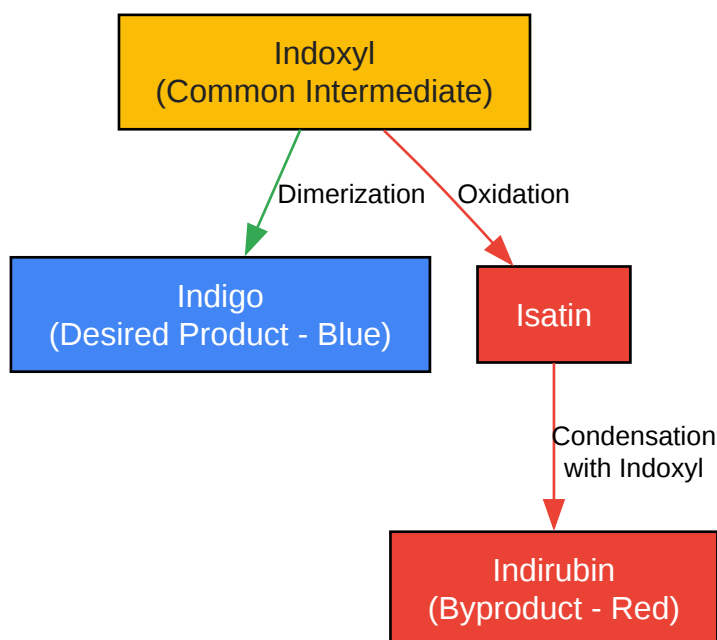 Indoxyl
(Common Intermediate)
Dimerization
Oxidation
Indigo
(Desired Product - Blue)
Isatin
Condensation
with Indoxyl
Indirubin
(Byproduct - Red)